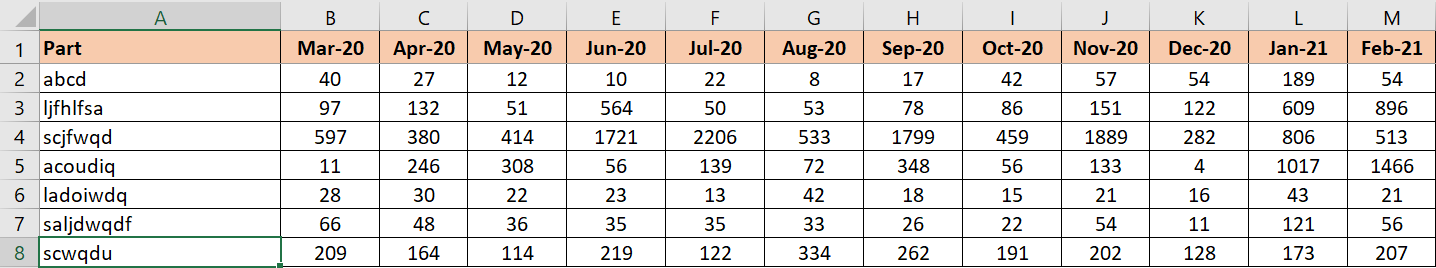 A B C D E F G H I J K L M
1 Part Mar-20 Apr-20 May-20 Jun-20 Jul-20 Aug-20 Sep-20 Oct-20 Nov-20 Dec-20 Jan-21 Feb-21
2 abcd 40 27 12 10 22 8 17 42 57 54 189 54
3 ljfhlfsa 97 132 51 564 50 53 78 86 151 122 609 896
4 scjfwqd 597 380 414 1721 2206 533 1799 459 1889 282 806 513
5 acoudiq 11 246 308 56 139 72 348 56 133 4 1017 1466
6 ladoiwdq 28 30 22 23 13 42 18 15 21 16 43 21
7 saljdwqdf 66 48 36 35 35 33 26 22 54 11 121 56
8 scwqdu 209 164 114 219 122 334 262 191 202 128 173 207